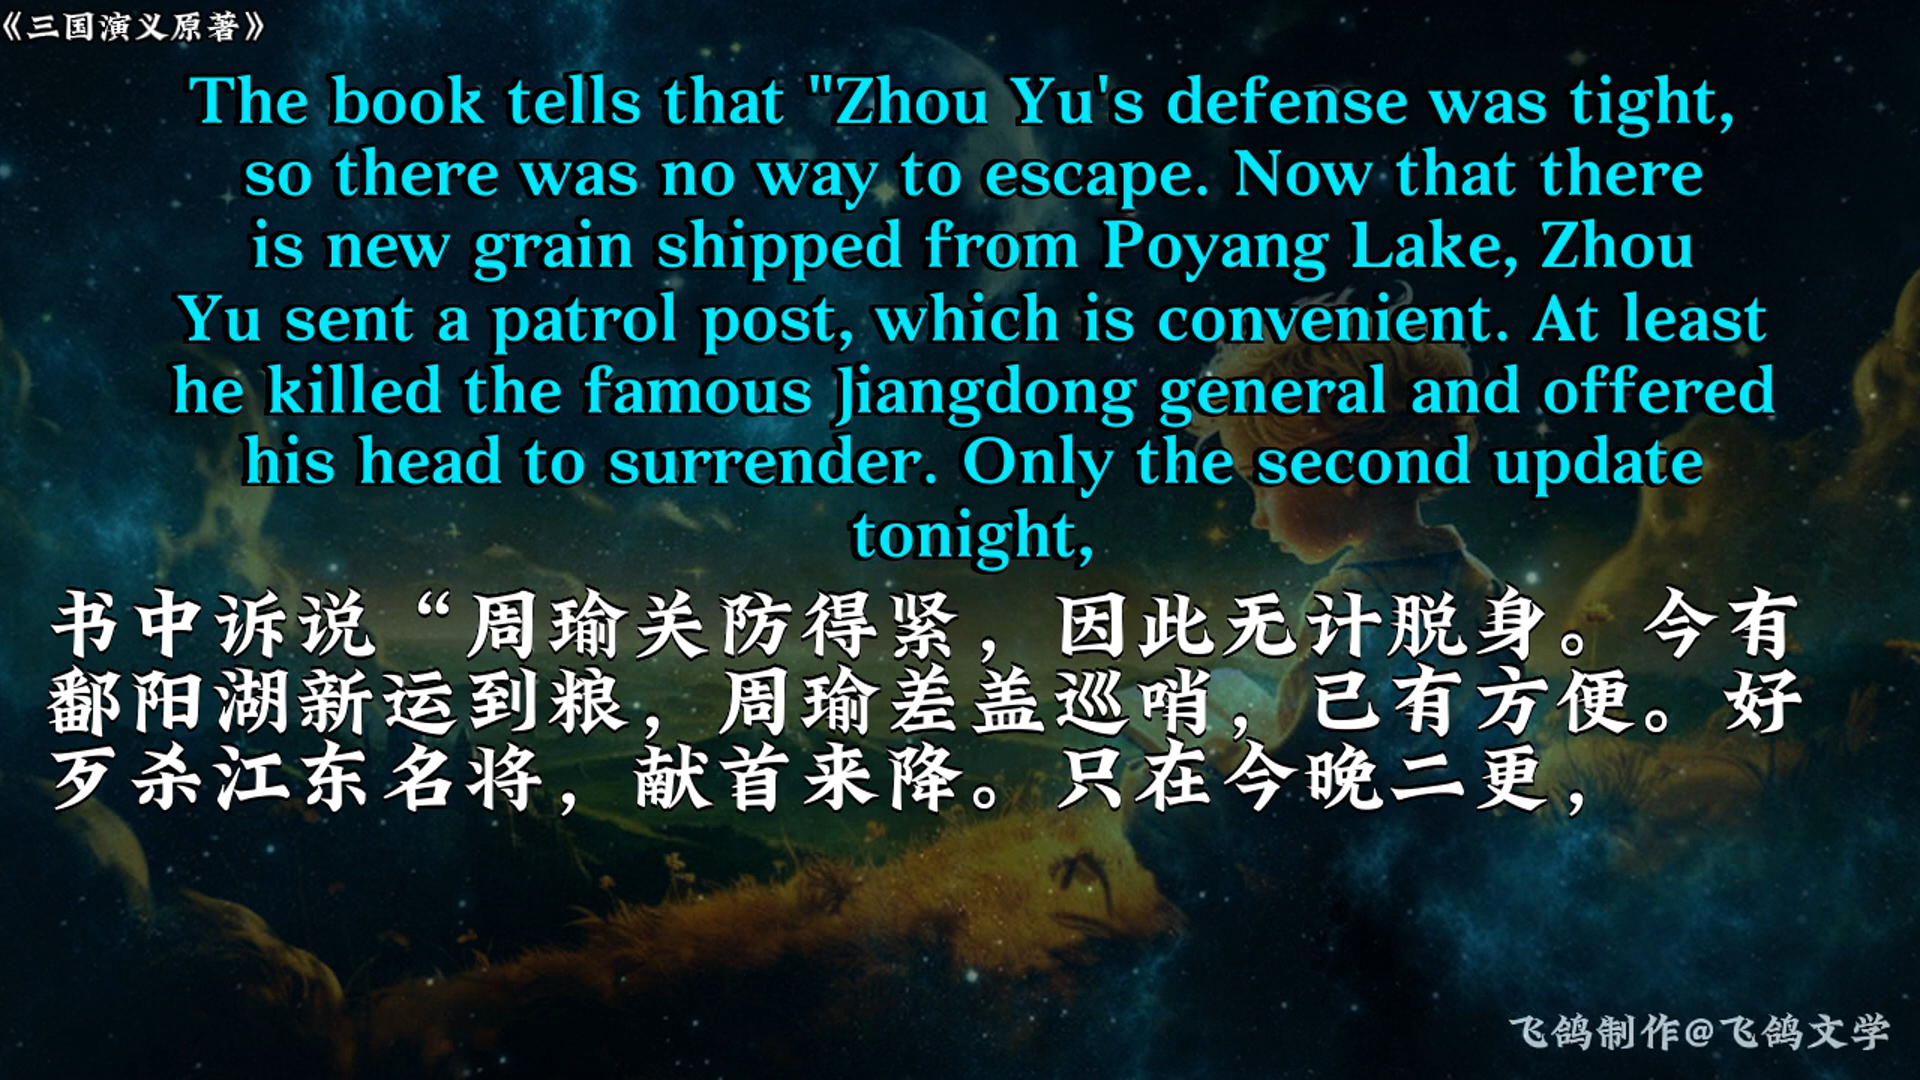 《三国演义原著》
The book tells that "Zhou Yu's defense was tight,
so there was no way to escape. Now that there
is new grain shipped from Poyang Lake, Zhou
Yu sent a patrol post, which is convenient. At least
he killed the famous Jiangdong general and offered
his head to surrender. Only the second update
tonight,
书中诉说“周瑜关防得紧，因此无计脱身。今有
鄱阳湖新运到粮，周瑜差盖巡哨，已有方便。好
歹杀江东名将，献首来降。只在今晚二更，
飞鸽制作@飞鸽文学